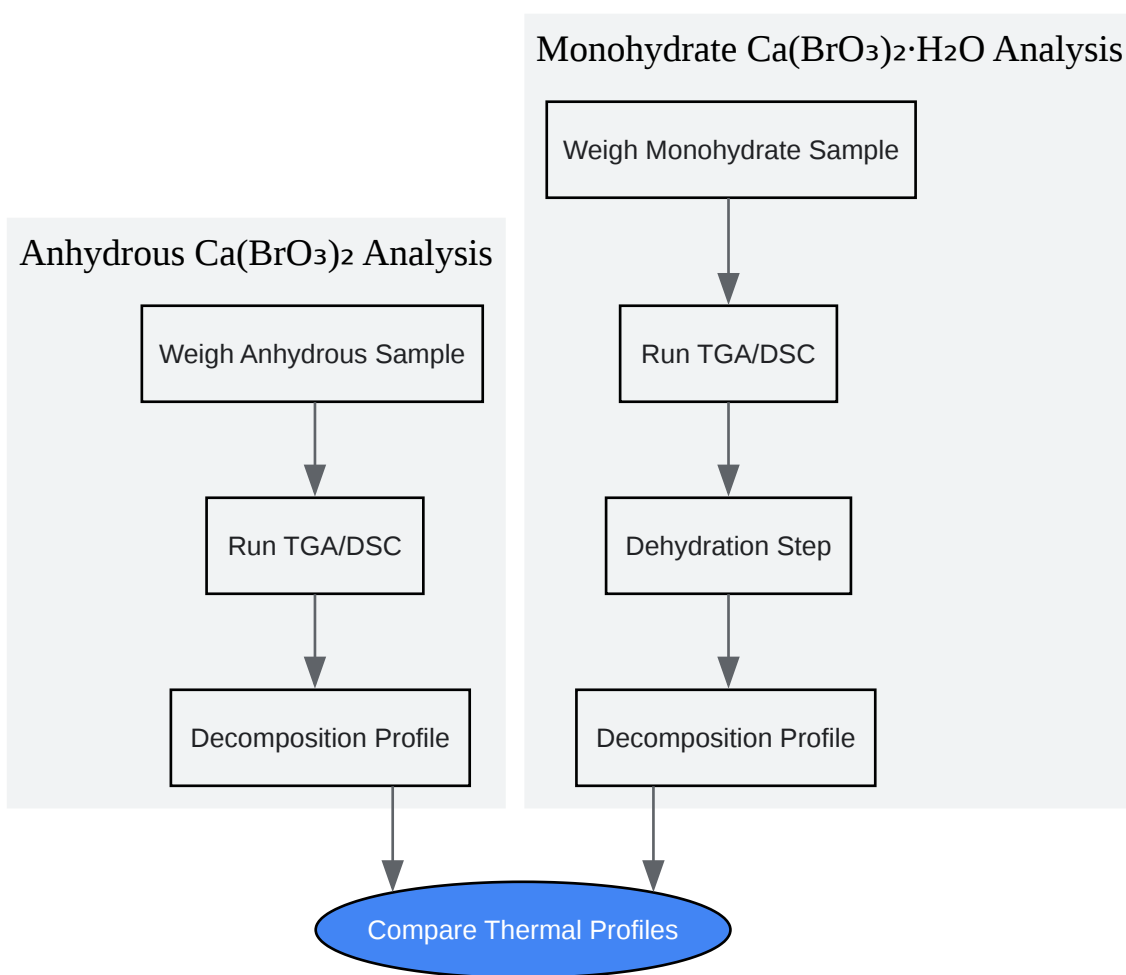 Monohydrate Ca(BrO₃)₂·H₂O Analysis
Weigh Monohydrate Sample
Anhydrous Ca(BrO₃)₂ Analysis
Weigh Anhydrous Sample
Run TGA/DSC
Run TGA/DSC
Dehydration Step
Decomposition Profile
Decomposition Profile
Compare Thermal Profiles